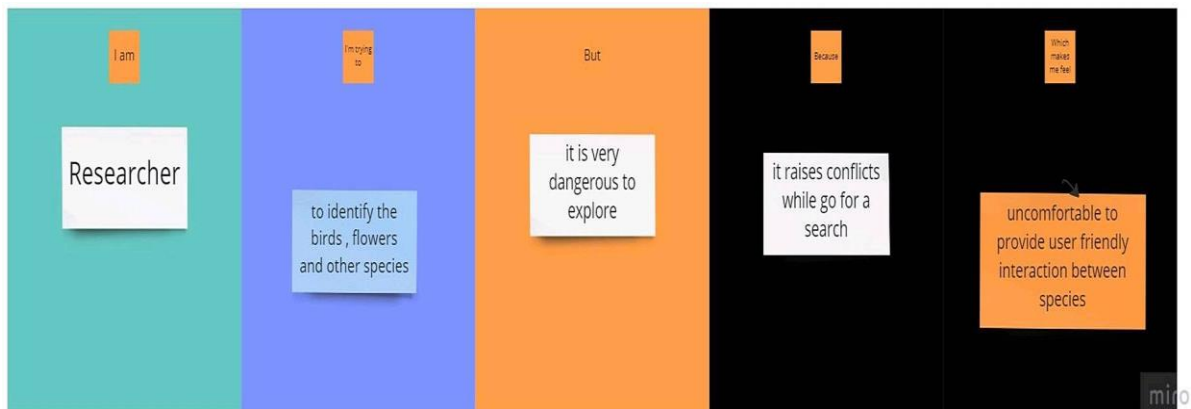 I am
Researcher
I'm trying
to
to identify the
birds , flowers
and other species
But
it is very
dangerous to
explore
Because
it raises conflicts
while go for a
search
Which
makes
me feel
uncomfortable to
provide user friendly
interaction between
species
miro